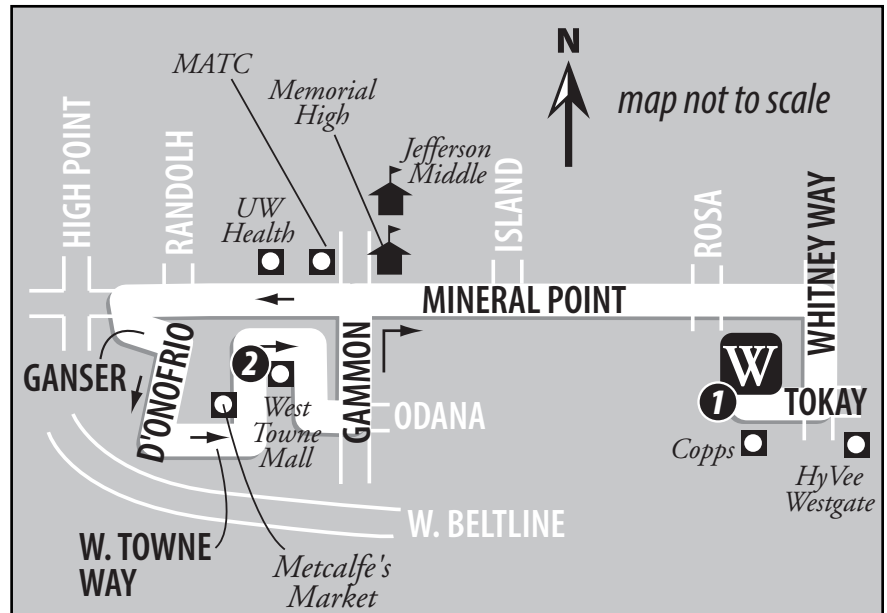 N
map not to scale
MATC
Memorial
High
Jefferson
Middle
UW
Health
HIGH POINT
RANDOLH
ISLAND
ROSA
WHITNEY WAY
MINERAL POINT
GANSER
D'ONOFRIO
GAMMON
2
West
Towne
Mall
ODANA
W
1
TOKAY
Copps
HyVee
Westgate
W. BELTLINE
W. TOWNE
WAY
Metcalfe's
Market